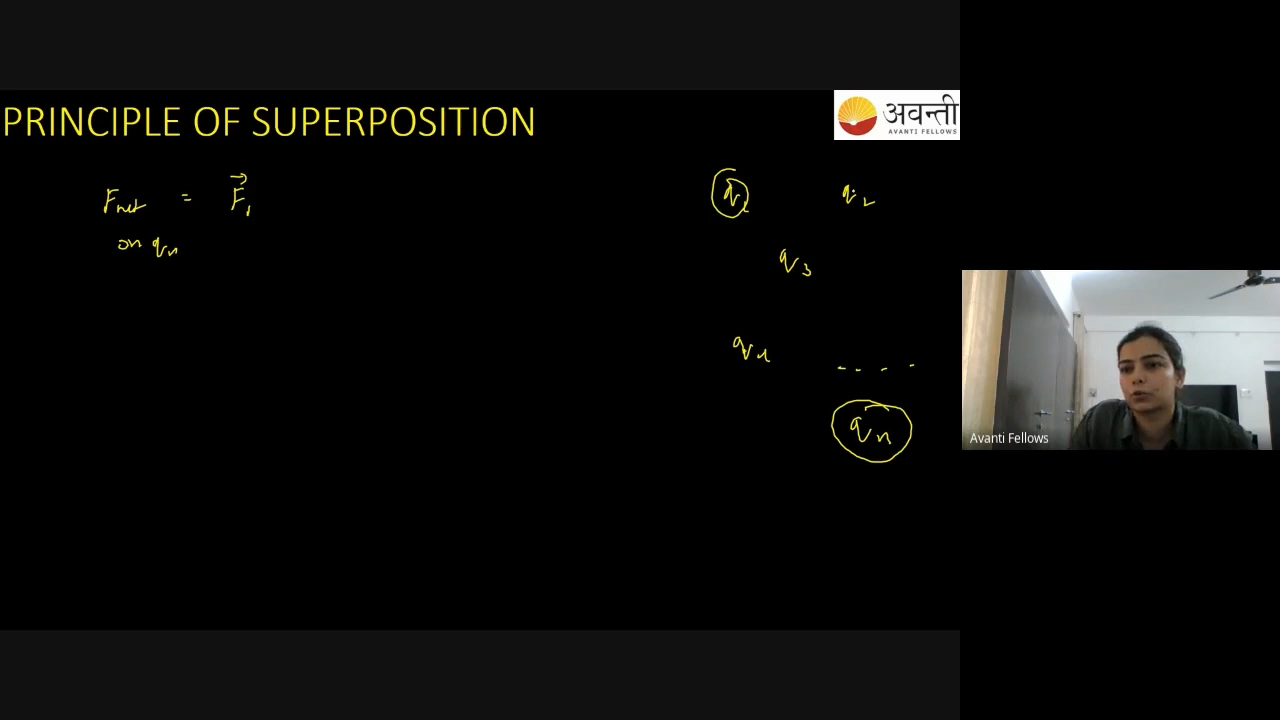 PRINCIPLE OF SUPERPOSITION
अवन्ती
AVANTI FELLOWS
Fnet = F⃗₁
on qₙ
q₁ q₂
q₃
q₄ ....
qₙ
Avanti Fellows